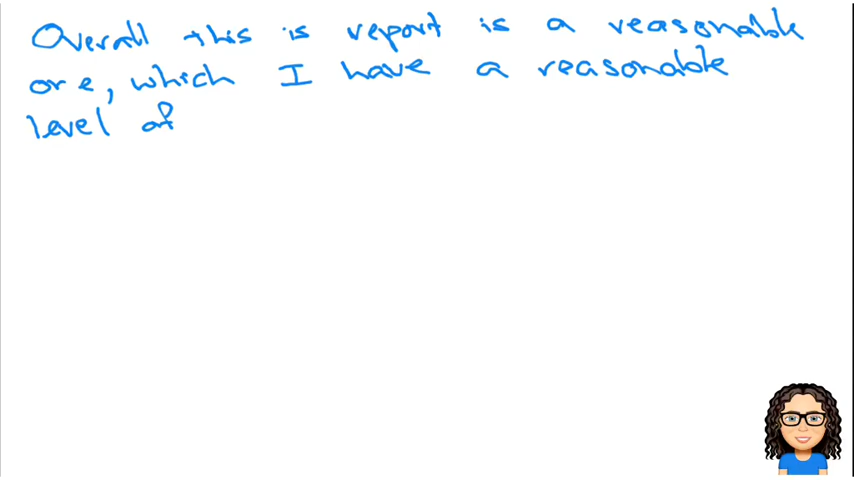 Overall this is report is a reasonable
one, which I have a reasonable
level of